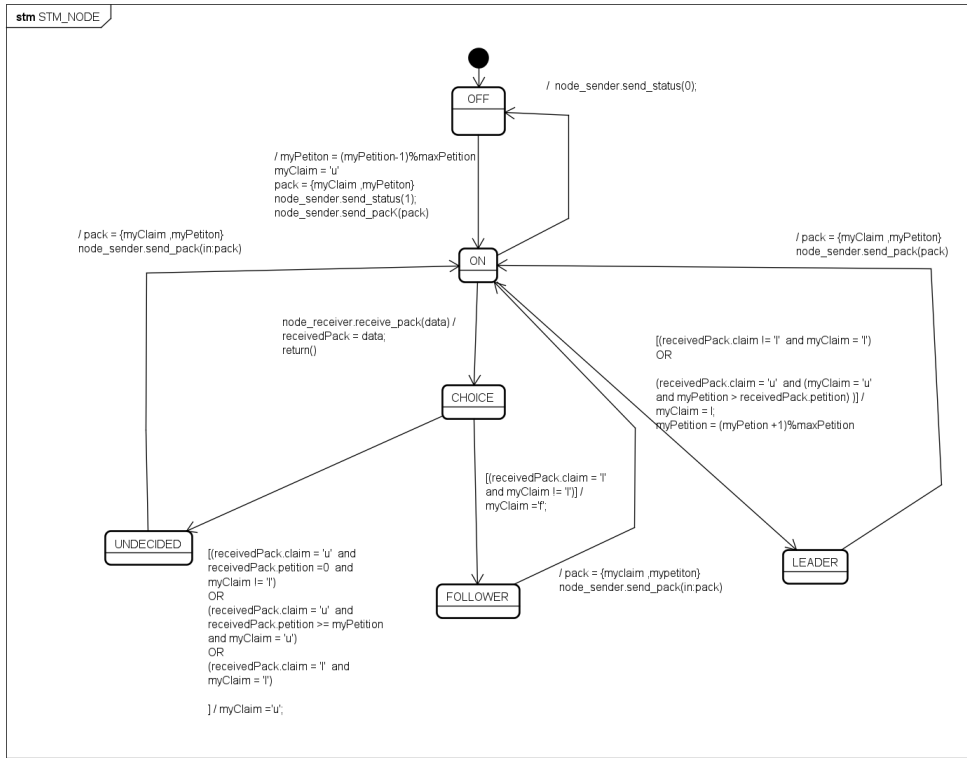 stm STM_NODE
OFF
/ node_sender.send_status(0);
/ myPetiton = (myPetition-1)%maxPetition
myClaim = 'u'
pack = {myClaim ,myPetiton}
node_sender.send_status(1);
node_sender.send_pacK(pack)
/ pack = {myClaim ,myPetiton}
node_sender.send_pack(in:pack)
/ pack = {myClaim ,myPetiton}
node_sender.send_pack(pack)
ON
node_receiver.receive_pack(data) /
receivedPack = data;
return()
[(receivedPack.claim != 'l' and myClaim = 'l')
OR
(receivedPack.claim = 'u' and (myClaim = 'u'
and myPetition > receivedPack.petition) )] /
myClaim = l;
myPetition = (myPetion +1)%maxPetition
CHOICE
[(receivedPack.claim = 'l'
and myClaim != 'l')] /
myClaim ='f';
UNDECIDED
[(receivedPack.claim = 'u' and
receivedPack.petition =0 and
myClaim != 'l')
OR
(receivedPack.claim = 'u' and
receivedPack.petition >= myPetition
and myClaim = 'u')
OR
(receivedPack.claim = 'l' and
myClaim = 'l')
] / myClaim ='u';
FOLLOWER
/ pack = {myclaim ,mypetiton}
node_sender.send_pack(in:pack)
LEADER